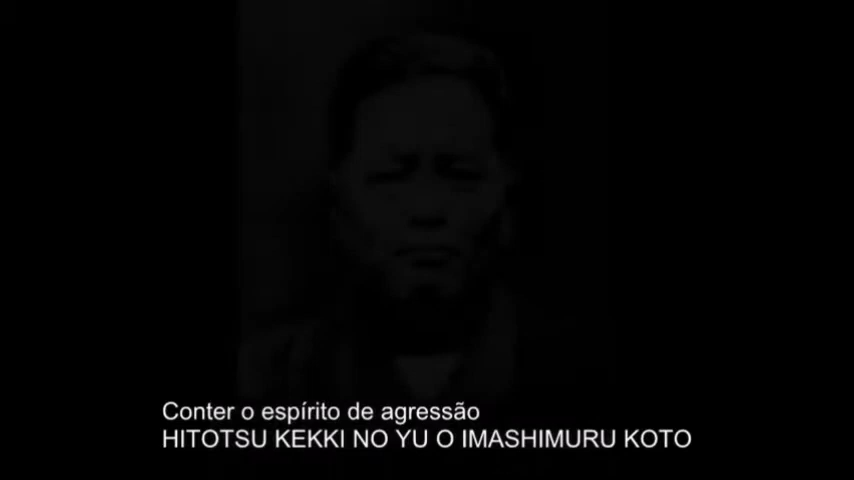 Conter o espírito de agressão
HITOTSU KEKKI NO YU O IMASHIMURU KOTO